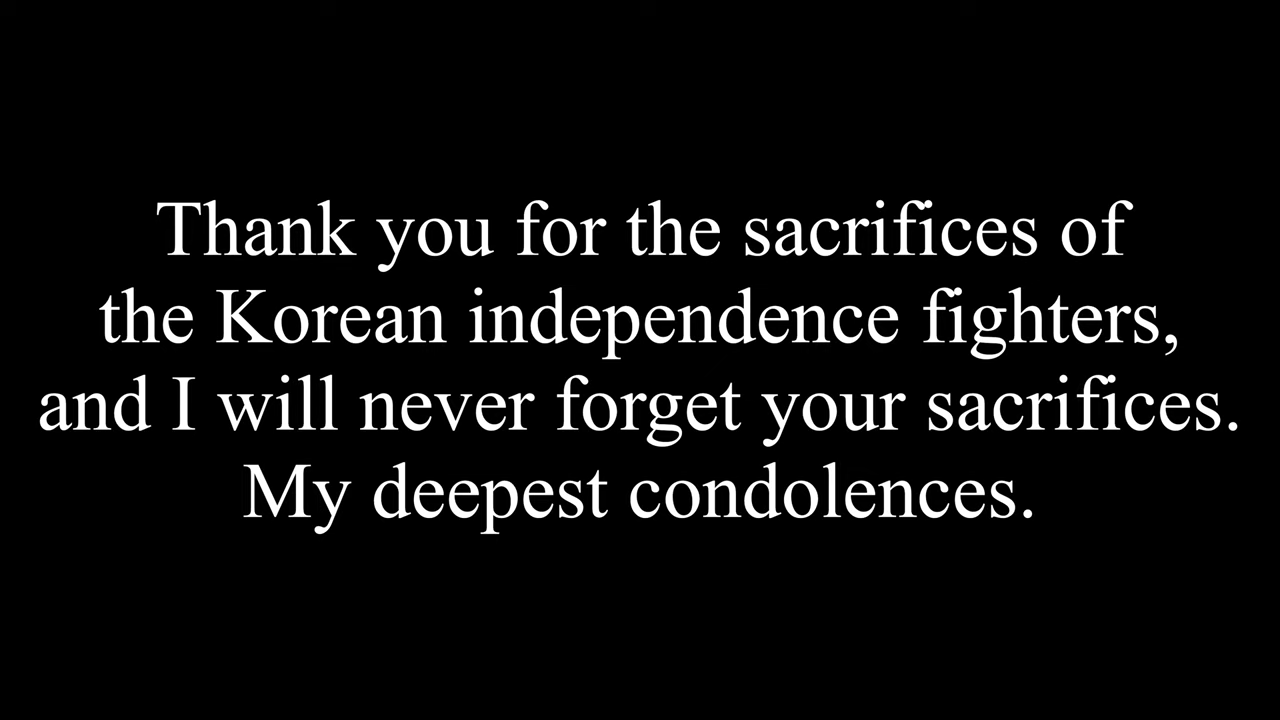 Thank you for the sacrifices of
the Korean independence fighters,
and I will never forget your sacrifices.
My deepest condolences.